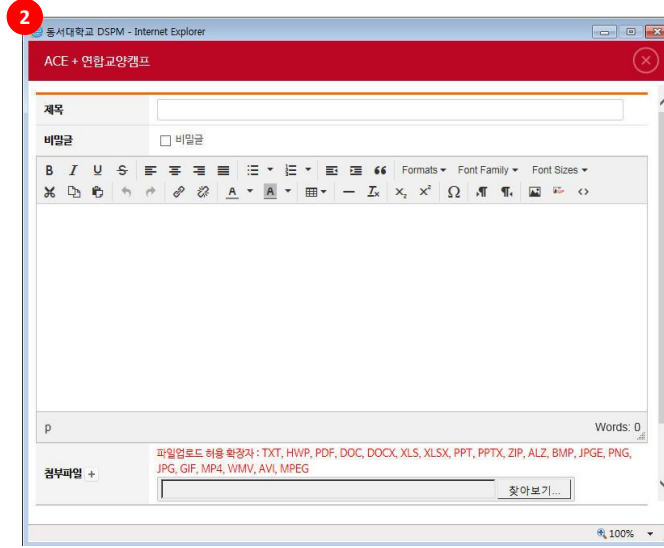 2
동서대학교 DSPM - Internet Explorer
ACE + 연합교양캠프
제목
비밀글
비밀글
Formats Font Family Font Sizes
p
Words: 0
첨부파일 +
파일업로드 허용 확장자 : TXT, HWP, PDF, DOC, DOCX, XLS, XLSX, PPT, PPTX, ZIP, ALZ, BMP, JPGE, PNG,
JPG, GIF, MP4, WMV, AVI, MPEG
찾아보기...
100%